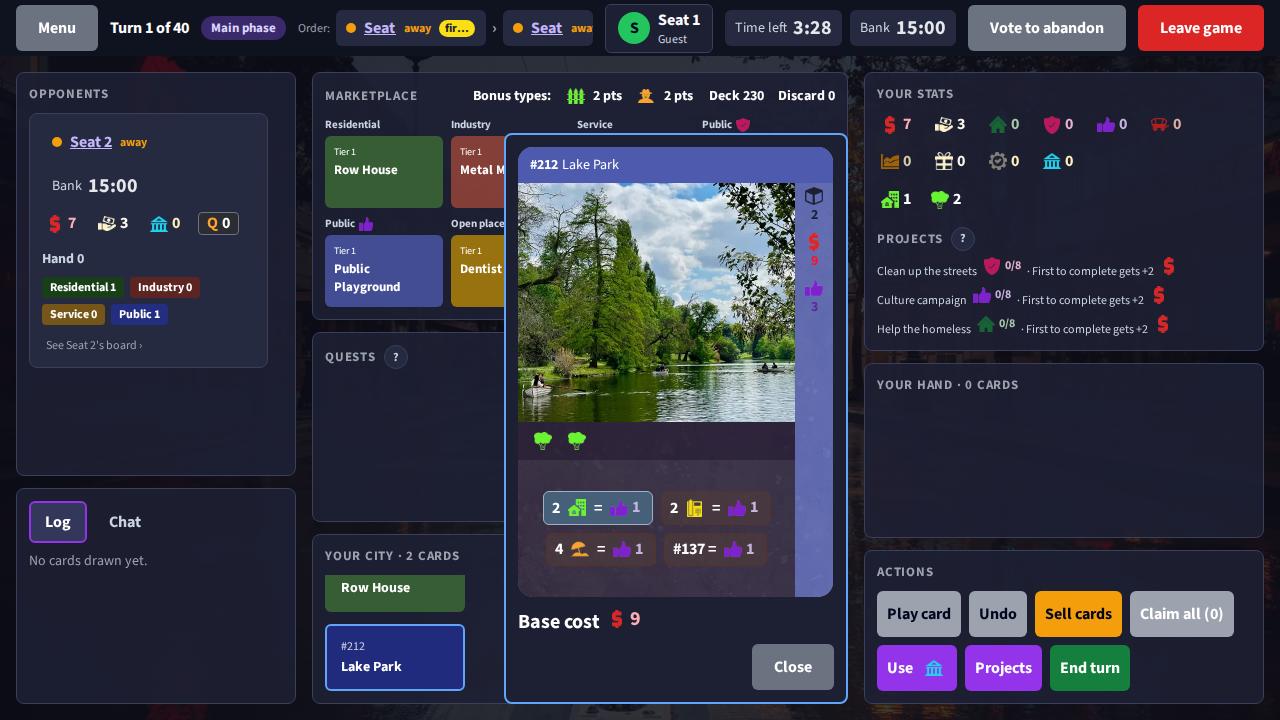 Menu
Turn 1 of 40
Main phase
Order:
Seat away fir...
›
Seat
S
Seat 1
Guest
Time left 3:28
Bank 15:00
Vote to abandon
Leave game
OPPONENTS
Seat 2 away
Bank 15:00
7 3 0 Q 0
Hand 0
Residential 1 Industry 0
Service 0 Public 1
See Seat 2's board ›
Log Chat
No cards drawn yet.
MARKETPLACE
Bonus types: 2 pts 2 pts Deck 230 Discard 0
Residential Industry Service Public
Tier 1
Row House
Tier 1
Metal M
Public Open place
Tier 1
Public
Playground
Tier 1
Dentist
QUESTS ?
YOUR CITY · 2 CARDS
Row House
#212
Lake Park
#212 Lake Park
2
9
3
2 = 1 2 = 1
4 = 1 #137 = 1
Base cost 9
Close
YOUR STATS
7 3 0 0 0 0
0 0 0 0
1 2
PROJECTS ?
Clean up the streets 0/8 · First to complete gets +2
Culture campaign 0/8 · First to complete gets +2
Help the homeless 0/8 · First to complete gets +2
YOUR HAND · 0 CARDS
ACTIONS
Play card Undo Sell cards Claim all (0)
Use Projects End turn